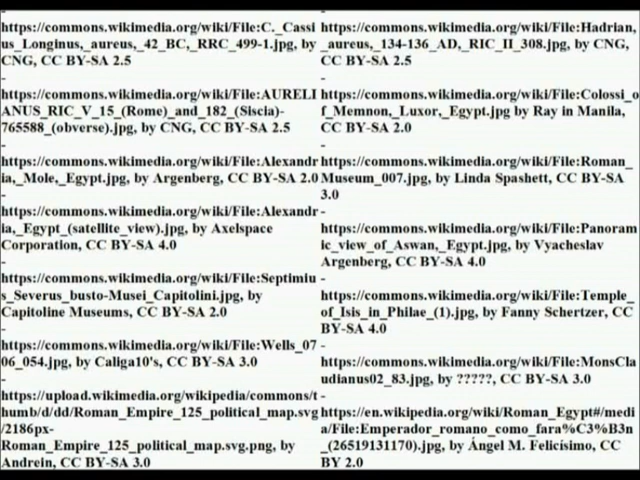 -
https://commons.wikimedia.org/wiki/File:C._Cassi
us_Longinus,_aureus,_42_BC,_RRC_499-1.jpg, by
CNG, CC BY-SA 2.5
-
https://commons.wikimedia.org/wiki/File:AURELI
ANUS_RIC_V_15_(Rome)_and_182_(Siscia)-
765588_(obverse).jpg, by CNG, CC BY-SA 2.5
-
https://commons.wikimedia.org/wiki/File:Alexandr
ia,_Mole,_Egypt.jpg, by Argenberg, CC BY-SA 2.0
-
https://commons.wikimedia.org/wiki/File:Alexandr
ia,_Egypt_(satellite_view).jpg, by Axelspace
Corporation, CC BY-SA 4.0
-
https://commons.wikimedia.org/wiki/File:Septimiu
s_Severus_busto-Musei_Capitolini.jpg, by
Capitoline Museums, CC BY-SA 2.0
-
https://commons.wikimedia.org/wiki/File:Wells_07
06_054.jpg, by Caliga10's, CC BY-SA 3.0
-
https://upload.wikimedia.org/wikipedia/commons/t
humb/d/dd/Roman_Empire_125_political_map.svg
/2186px-
Roman_Empire_125_political_map.svg.png, by
Andrein, CC BY-SA 3.0
-
https://commons.wikimedia.org/wiki/File:Hadrian,
_aureus,_134-136_AD,_RIC_II_308.jpg, by CNG,
CC BY-SA 2.5
-
https://commons.wikimedia.org/wiki/File:Colossi_o
f_Memnon,_Luxor,_Egypt.jpg by Ray in Manila,
CC BY-SA 2.0
-
https://commons.wikimedia.org/wiki/File:Roman_
Museum_007.jpg, by Linda Spashett, CC BY-SA
3.0
-
https://commons.wikimedia.org/wiki/File:Panoram
ic_view_of_Aswan,_Egypt.jpg, by Vyacheslav
Argenberg, CC BY-SA 4.0
-
https://commons.wikimedia.org/wiki/File:Temple_
of_Isis_in_Philae_(1).jpg, by Fanny Schertzer, CC
BY-SA 4.0
-
https://commons.wikimedia.org/wiki/File:MonsCla
udianus02_83.jpg, by ?????, CC BY-SA 3.0
-
https://en.wikipedia.org/wiki/Roman_Egypt#/medi
a/File:Emperador_romano_como_fara%C3%B3n
_(26519131170).jpg, by Ángel M. Felicísimo, CC
BY 2.0